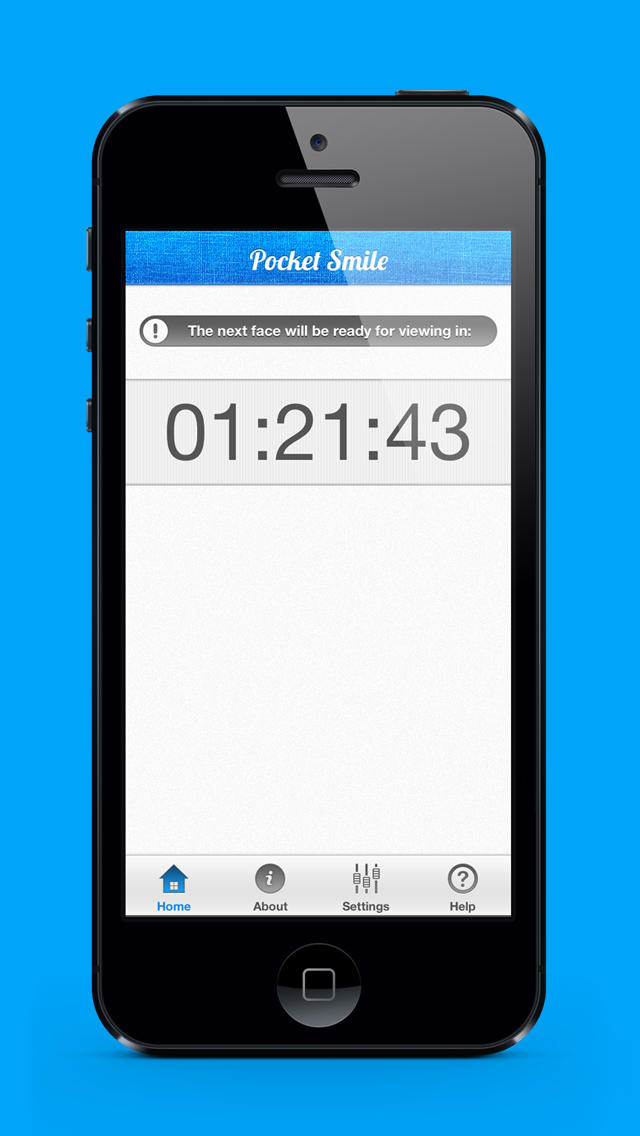 Pocket Smile
The next face will be ready for viewing in:
01:21:43
Home About Settings Help